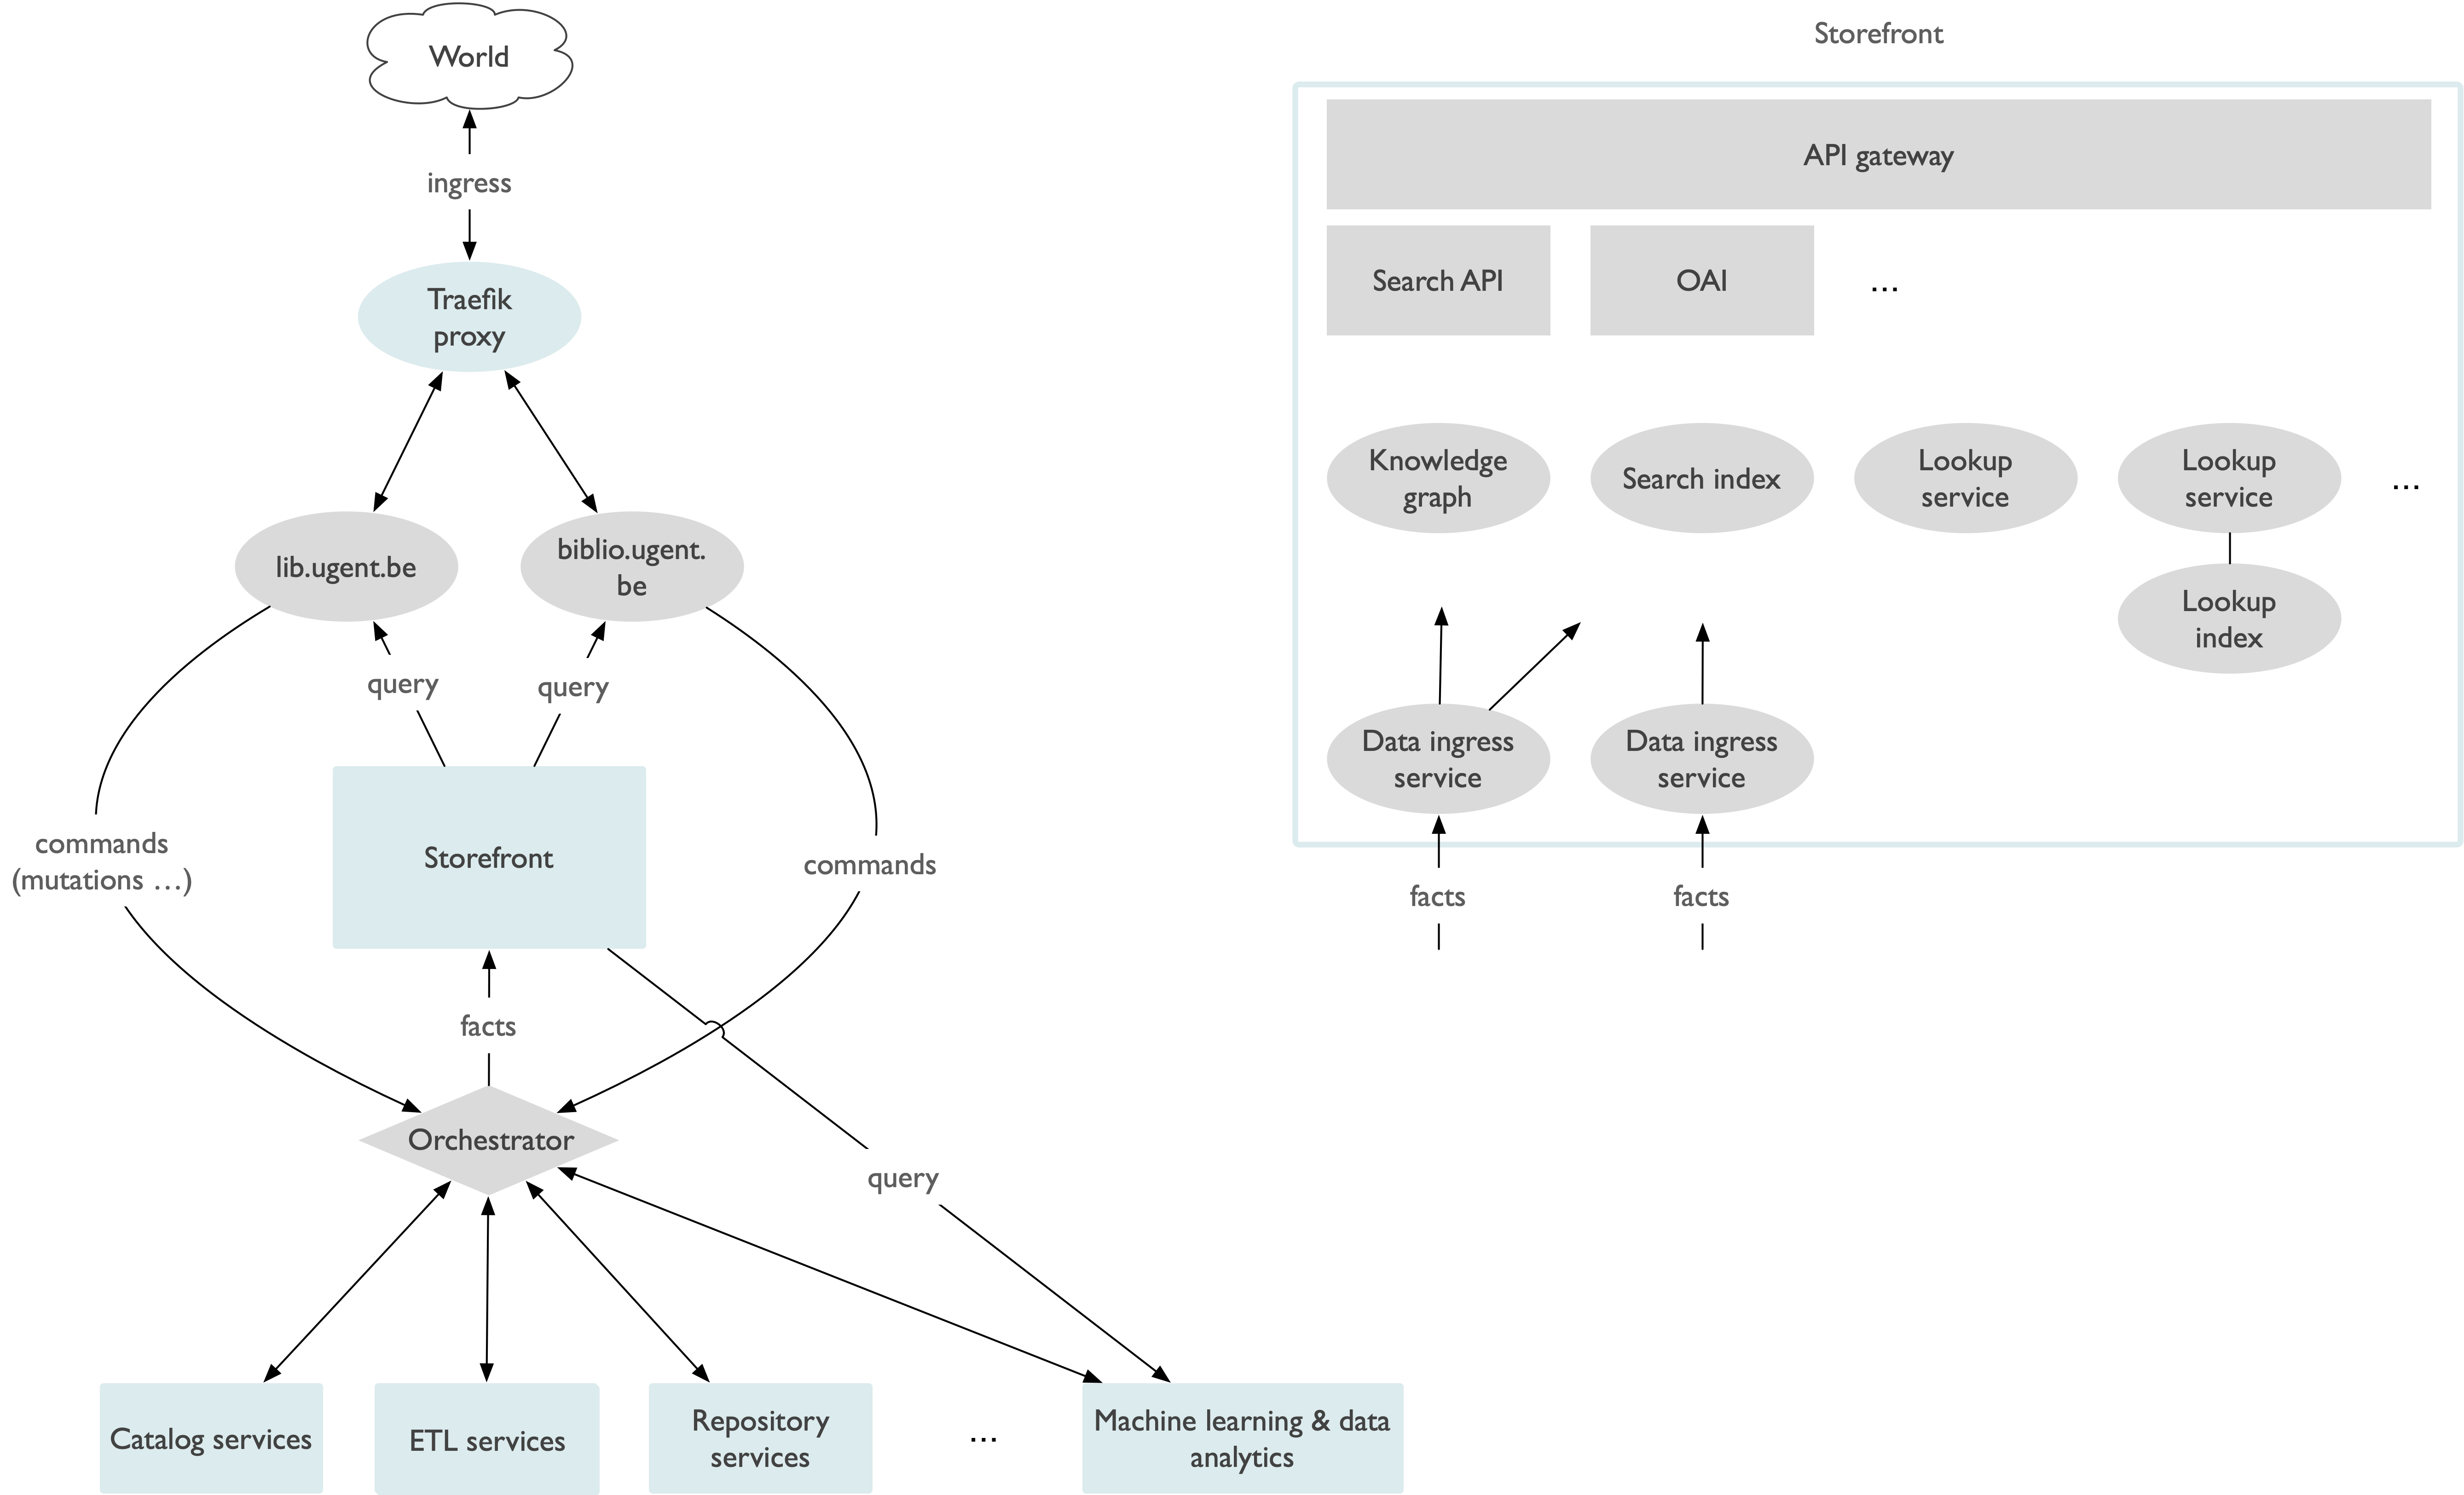 World
ingress
Traefik
proxy
lib.ugent.be
biblio.ugent.
be
query
query
Storefront
commands
(mutations …)
commands
facts
Orchestrator
query
Catalog services
ETL services
Repository
services
...
Machine learning & data
analytics
Storefront
API gateway
Search API
OAI
...
Knowledge
graph
Search index
Lookup
service
Lookup
service
...
Lookup
index
Data ingress
service
Data ingress
service
facts
facts